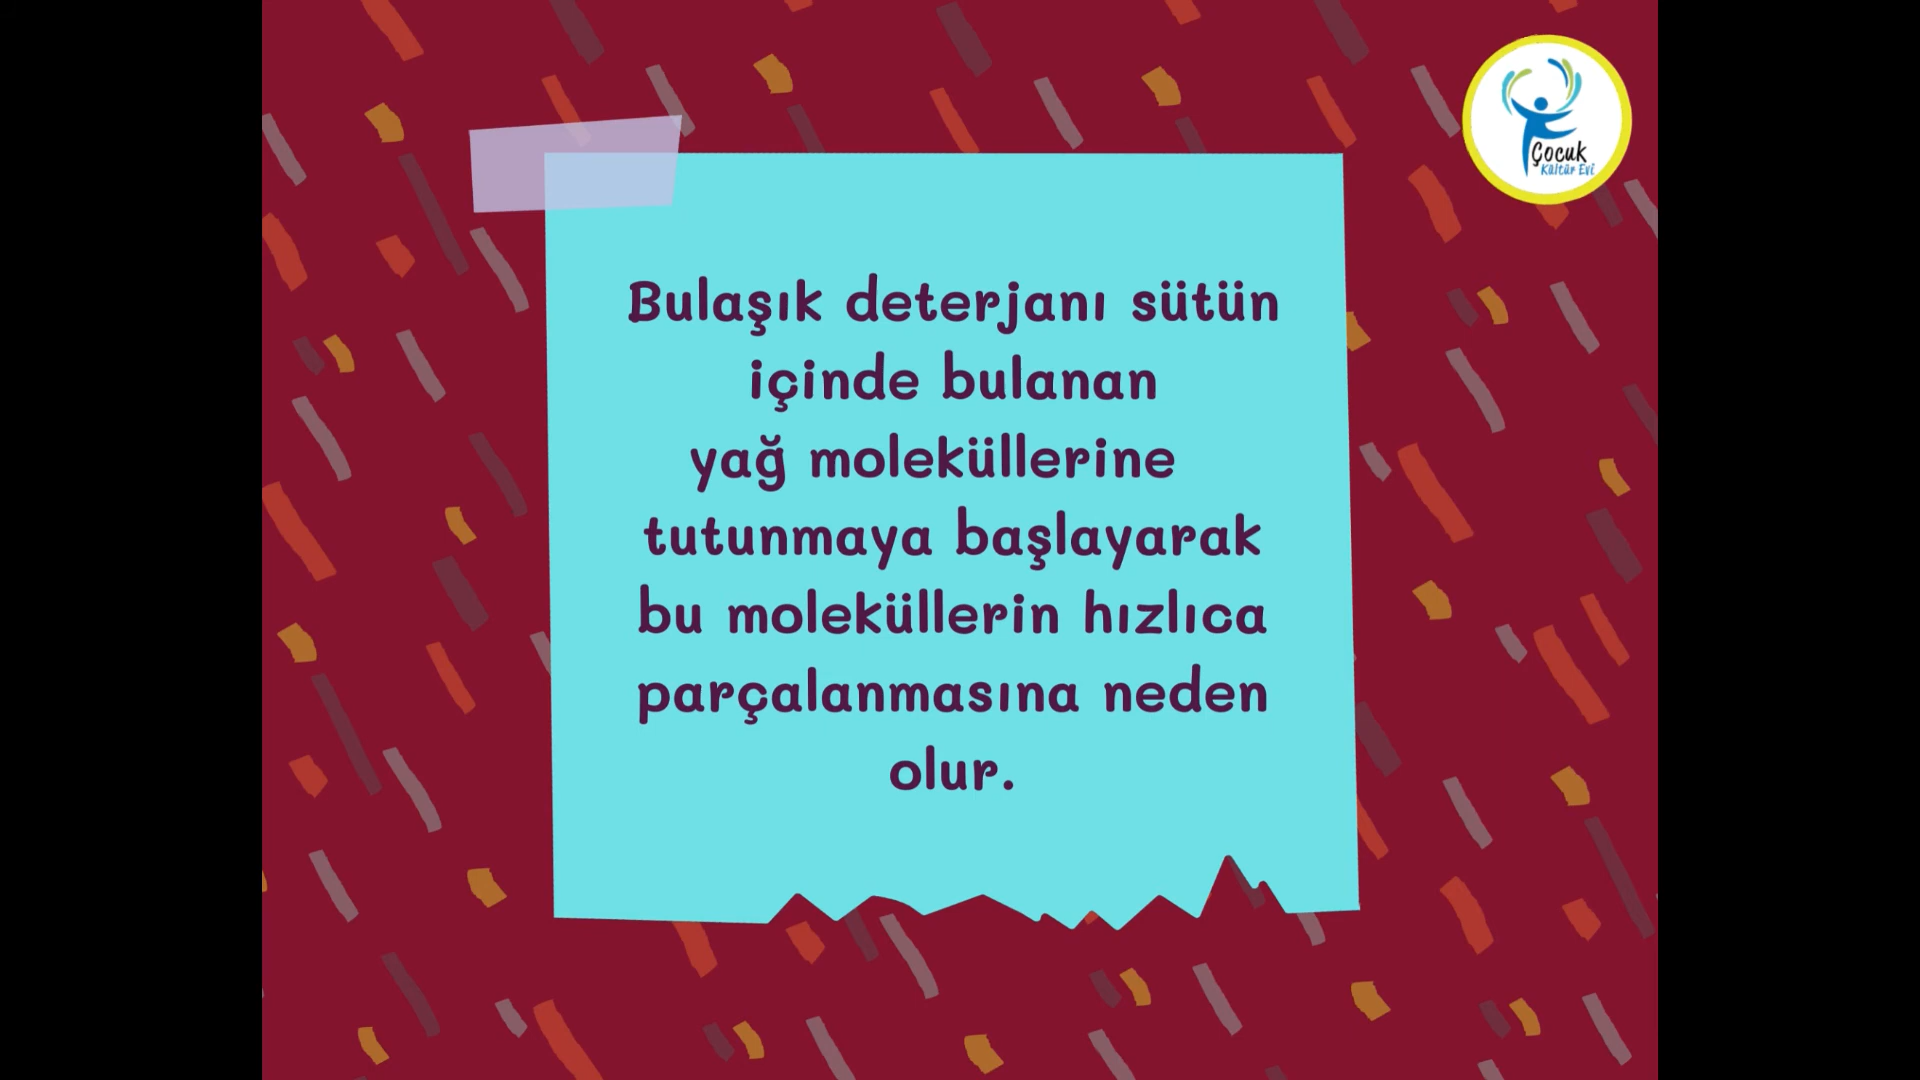 Çocuk
Kültür Evi
Bulaşık deterjanı sütün
içinde bulanan
yağ moleküllerine
tutunmaya başlayarak
bu moleküllerin hızlıca
parçalanmasına neden
olur.